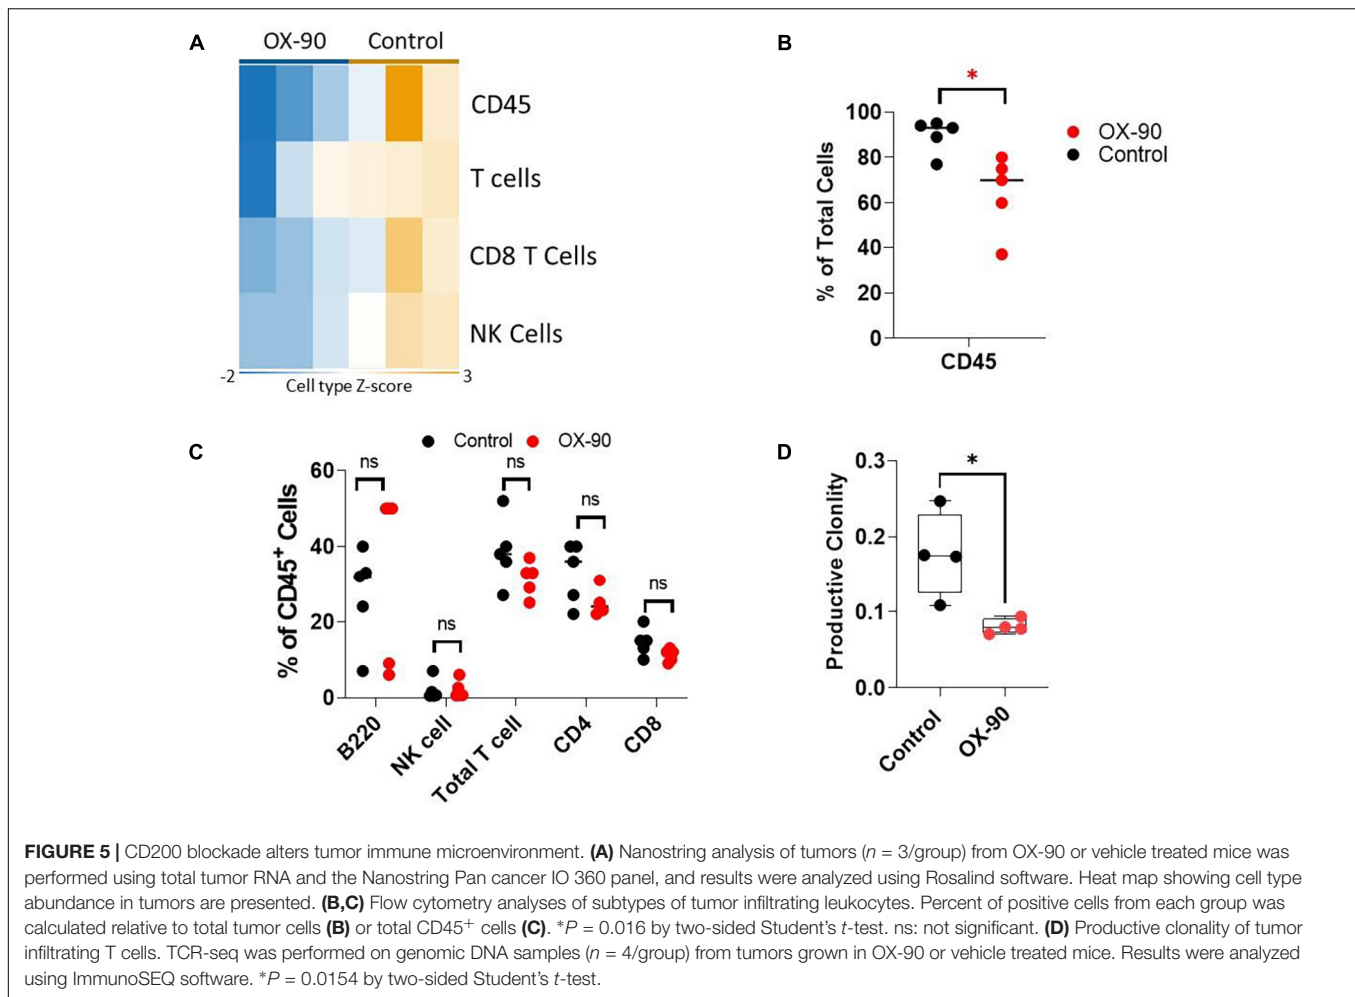 A
OX-90 Control
CD45
T cells
CD8 T Cells
NK Cells
-2 3
Cell type Z-score
B
*
100
80
60
40
20
0
% of Total Cells
CD45
OX-90
Control
C
Control OX-90
60
40
20
0
% of CD45+ Cells
ns
ns
ns
ns
ns
B220
NK cell
Total T cell
CD4
CD8
D
0.3
0.2
0.1
0.0
Productive Clonlity
*
Control
OX-90
FIGURE 5 | CD200 blockade alters tumor immune microenvironment. (A) Nanostring analysis of tumors (n = 3/group) from OX-90 or vehicle treated mice was
performed using total tumor RNA and the Nanostring Pan cancer IO 360 panel, and results were analyzed using Rosalind software. Heat map showing cell type
abundance in tumors are presented. (B,C) Flow cytometry analyses of subtypes of tumor infiltrating leukocytes. Percent of positive cells from each group was
calculated relative to total tumor cells (B) or total CD45+ cells (C). *P = 0.016 by two-sided Student's t-test. ns: not significant. (D) Productive clonality of tumor
infiltrating T cells. TCR-seq was performed on genomic DNA samples (n = 4/group) from tumors grown in OX-90 or vehicle treated mice. Results were analyzed
using ImmunoSEQ software. *P = 0.0154 by two-sided Student's t-test.